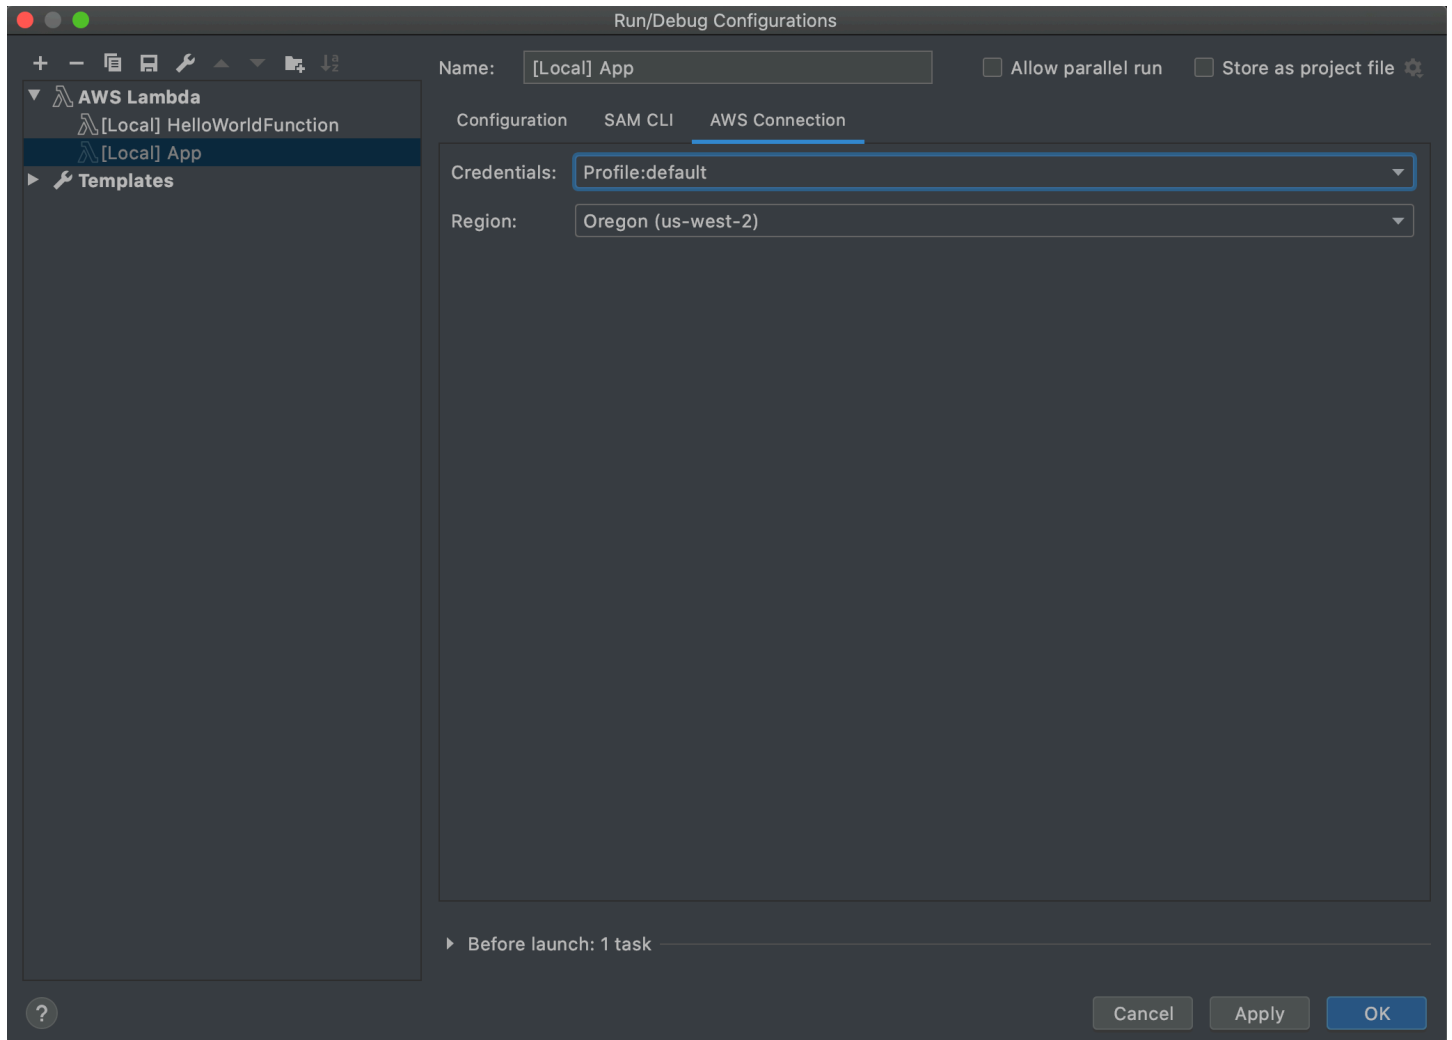 Run/Debug Configurations
Name: [Local] App Allow parallel run Store as project file
AWS Lambda
[Local] HelloWorldFunction
[Local] App
Templates
Configuration SAM CLI AWS Connection
Credentials: Profile:default
Region: Oregon (us-west-2)
Before launch: 1 task
? Cancel Apply OK